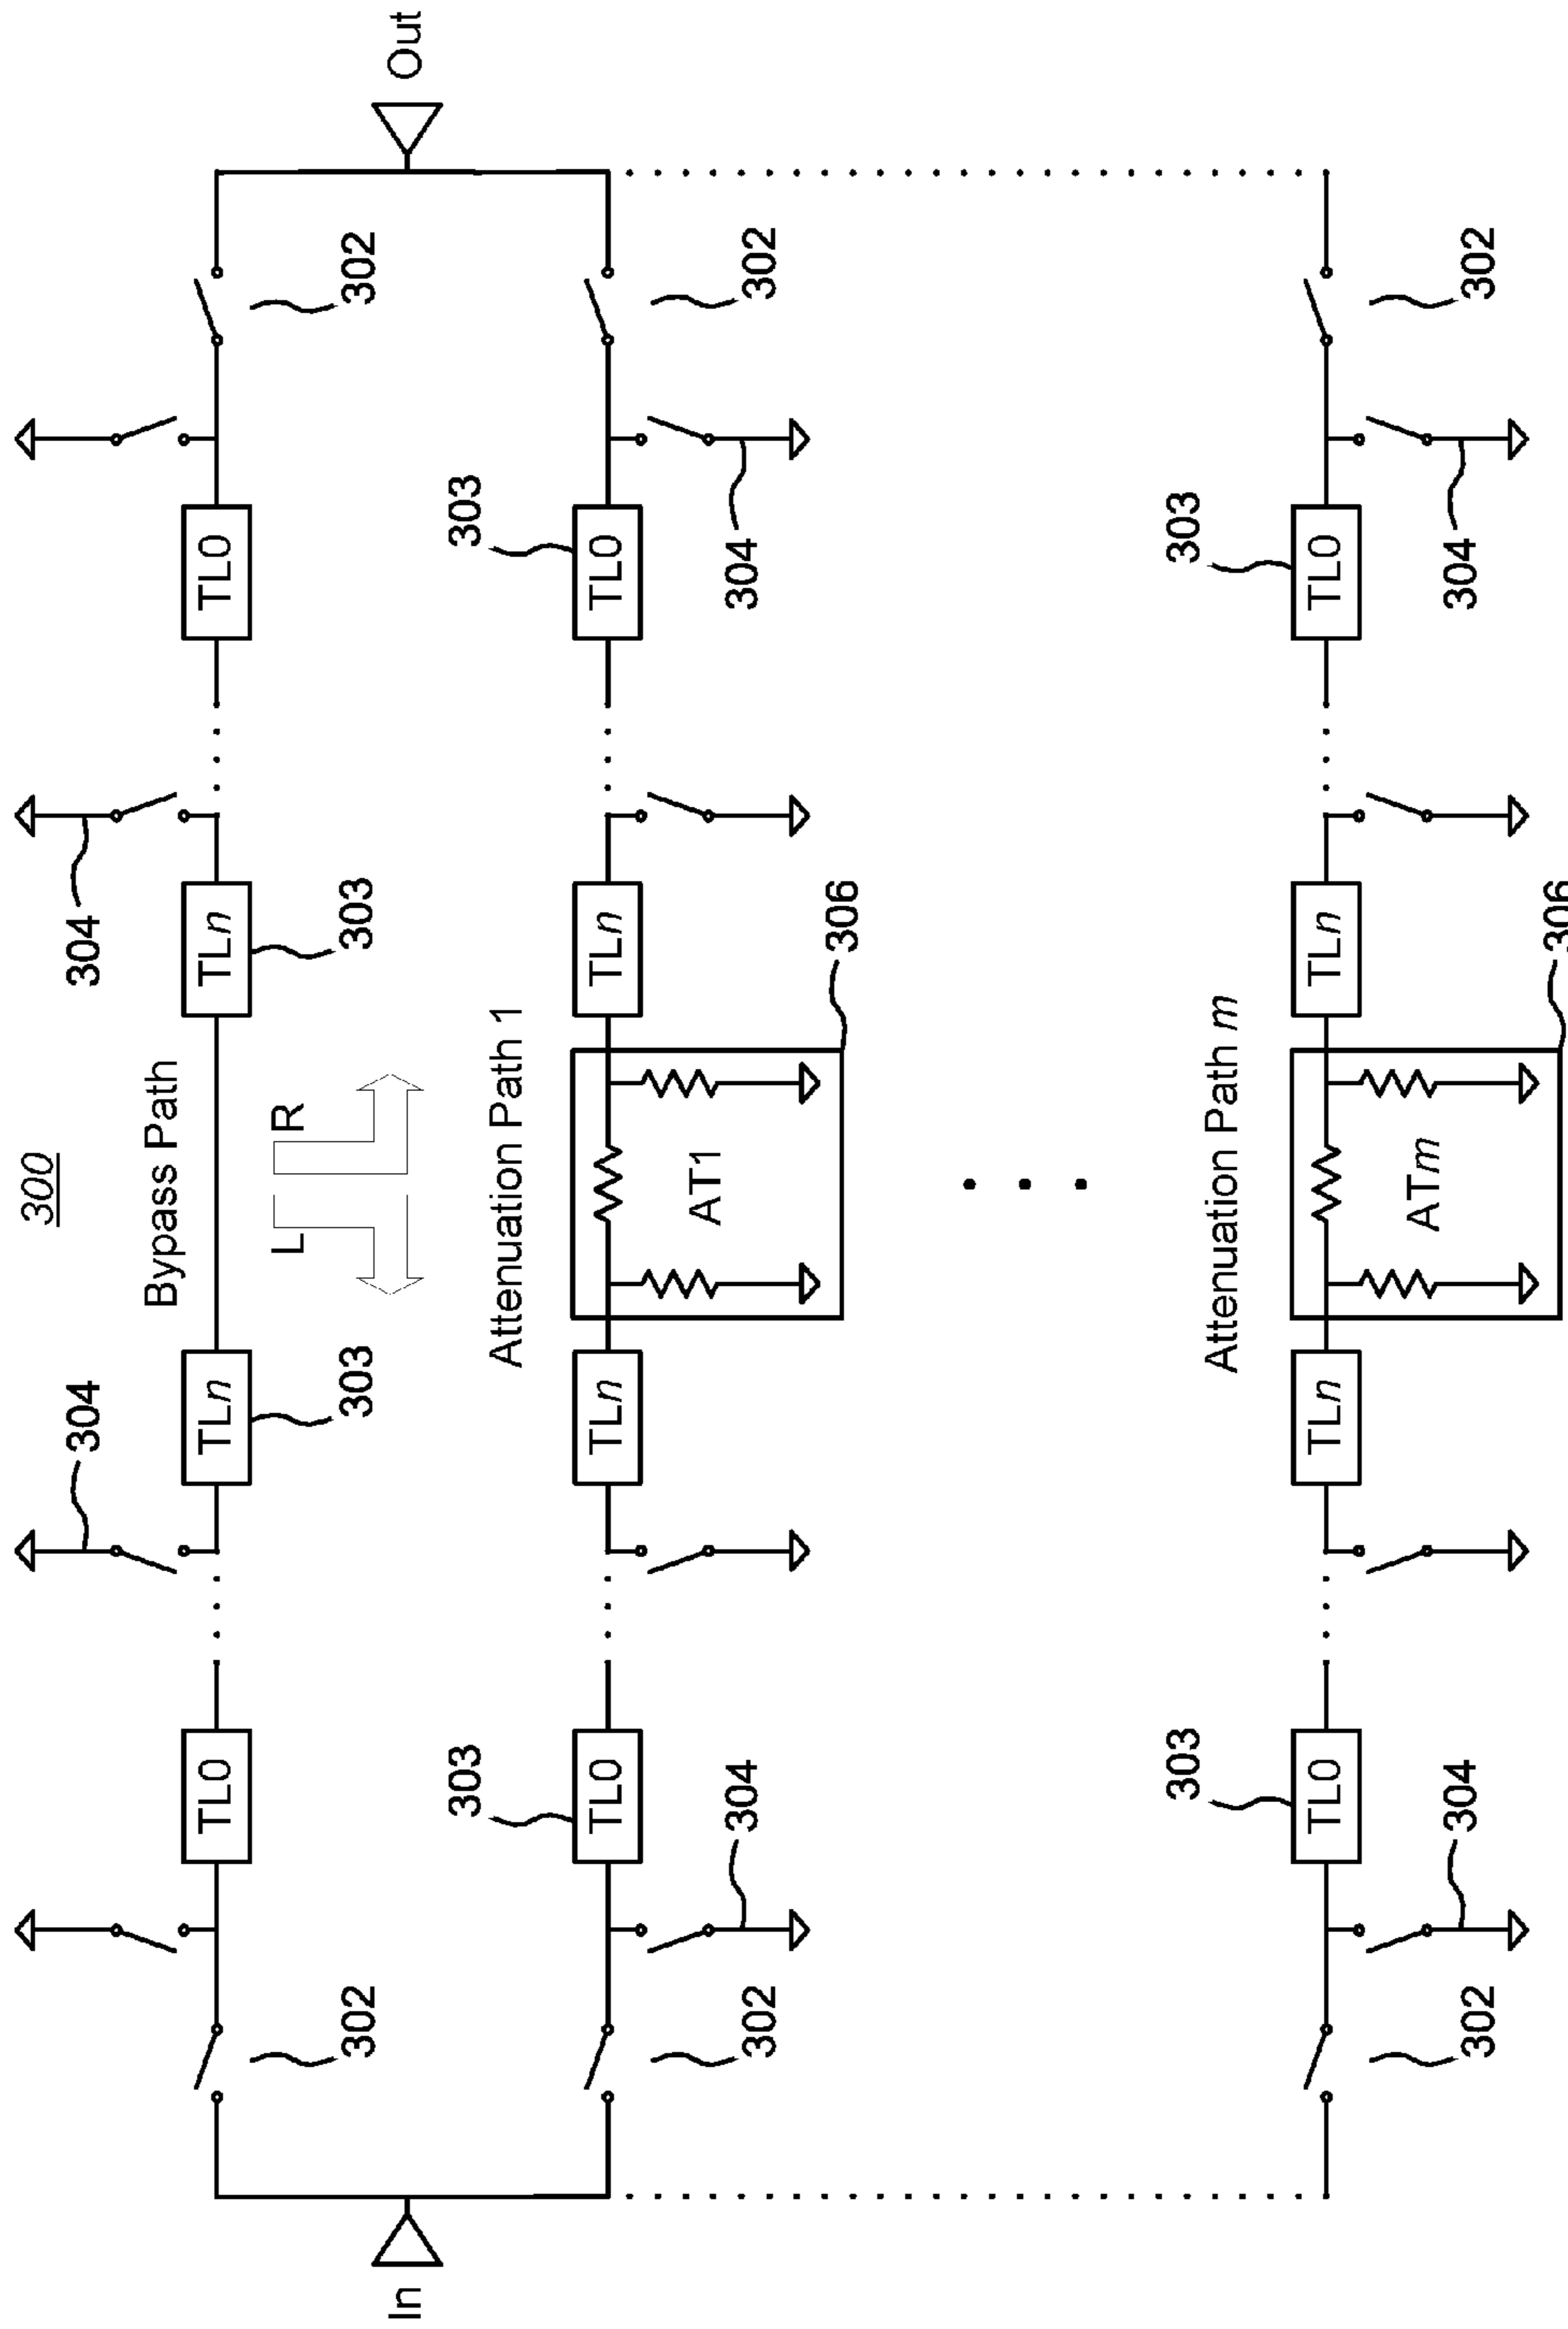 300
304 304
Bypass Path
TL0 TLn TLn TL0
L R
302 303 303 302
In Out
303 303
Attenuation Path 1
TL0 TLn TLn TL0
AT1
302 304 304 302
306
303 303
Attenuation Path m
TL0 TLn TLn TL0
ATm
302 304 304 302
306